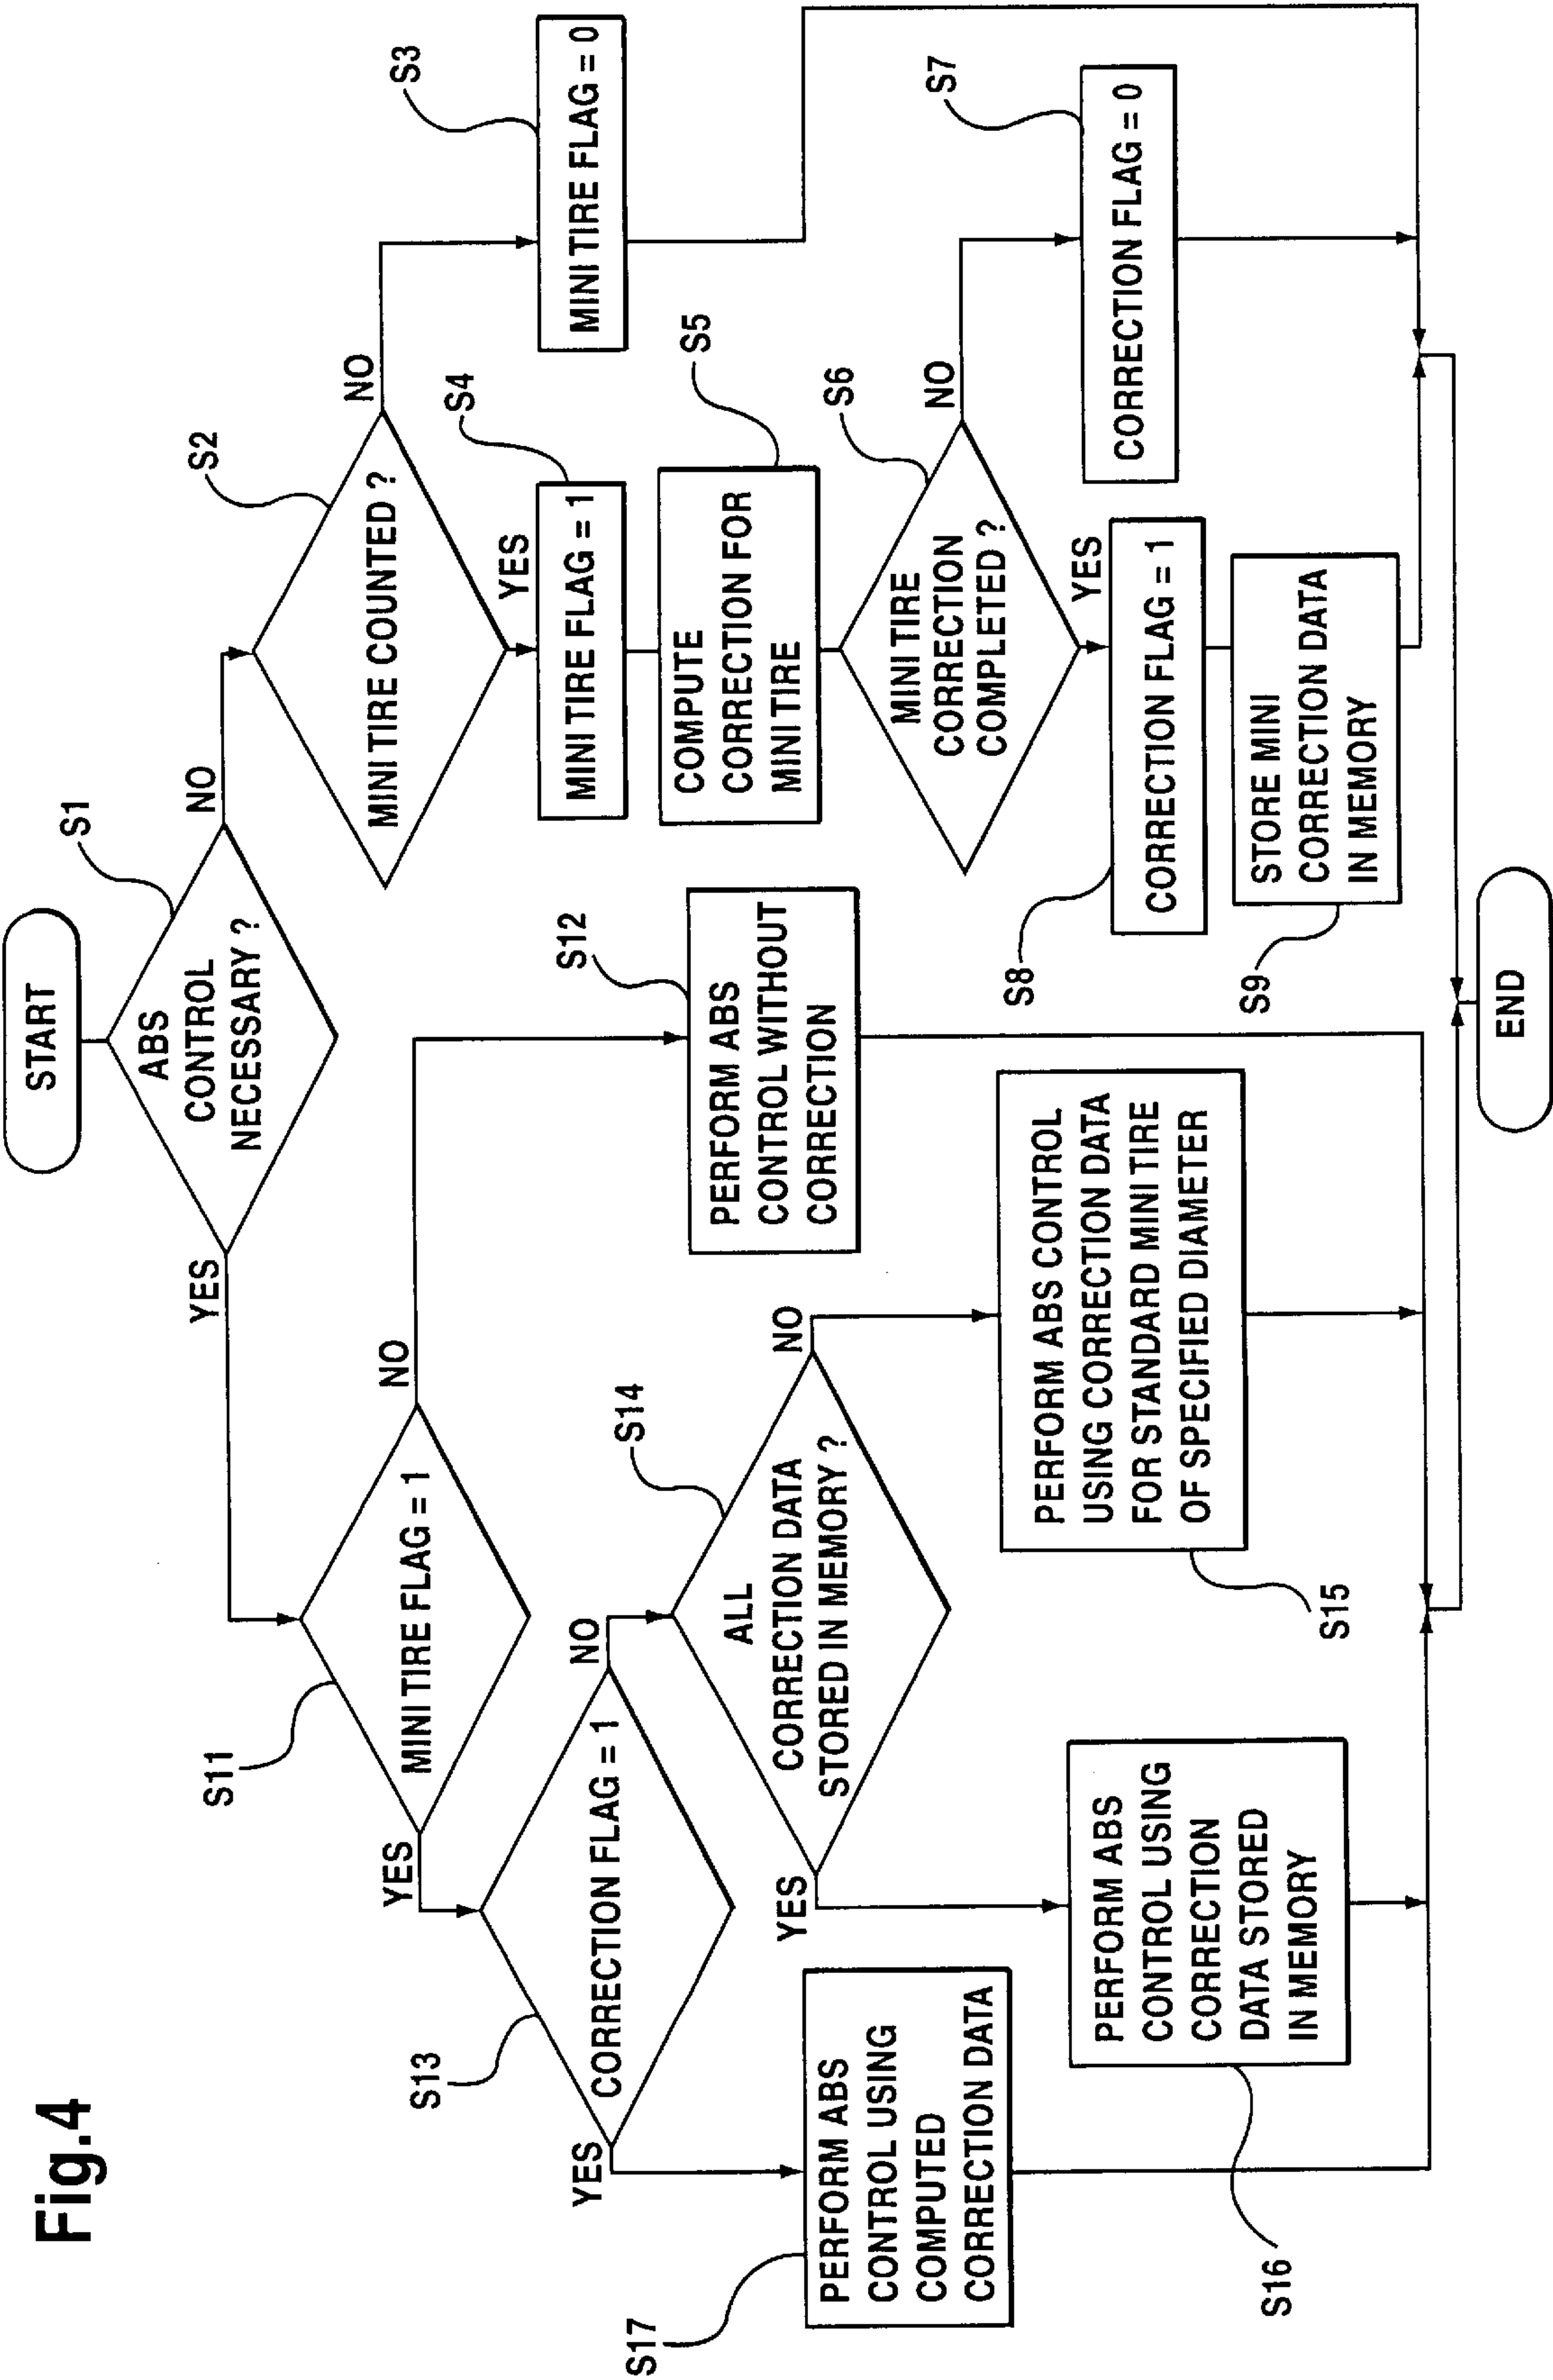 Fig.4
START
S1
ABS
CONTROL
NECESSARY ?
YES
NO
S2
MINI TIRE COUNTED ?
NO
YES
S3
MINI TIRE FLAG = 0
S4
MINI TIRE FLAG = 1
S5
COMPUTE
CORRECTION FOR
MINI TIRE
S6
MINI TIRE
CORRECTION
COMPLETED ?
NO
YES
S7
CORRECTION FLAG = 0
S8
CORRECTION FLAG = 1
S9
STORE MINI
CORRECTION DATA
IN MEMORY
S11
MINI TIRE FLAG = 1
YES
NO
S12
PERFORM ABS
CONTROL WITHOUT
CORRECTION
S13
CORRECTION FLAG = 1
YES
NO
S14
ALL
CORRECTION DATA
STORED IN MEMORY ?
YES
NO
S15
PERFORM ABS CONTROL
USING CORRECTION DATA
FOR STANDARD MINI TIRE
OF SPECIFIED DIAMETER
S16
PERFORM ABS
CONTROL USING
CORRECTION
DATA STORED
IN MEMORY
S17
PERFORM ABS
CONTROL USING
COMPUTED
CORRECTION DATA
END